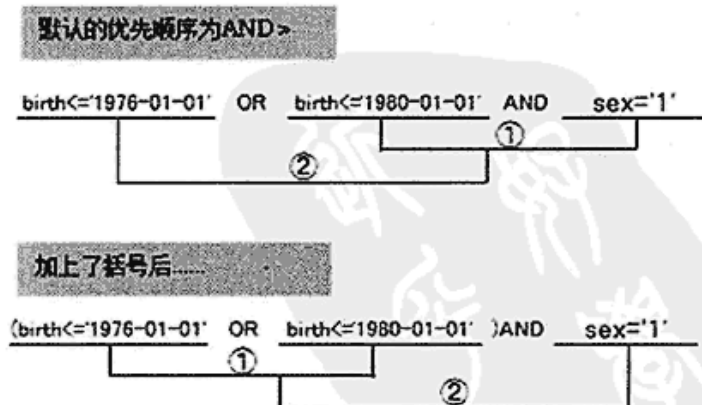 默认的优先顺序为AND>
birth<='1976-01-01' OR birth<='1980-01-01' AND sex='1'
①
②
加上了括号后......
(birth<='1976-01-01' OR birth<='1980-01-01' )AND sex='1'
①
②